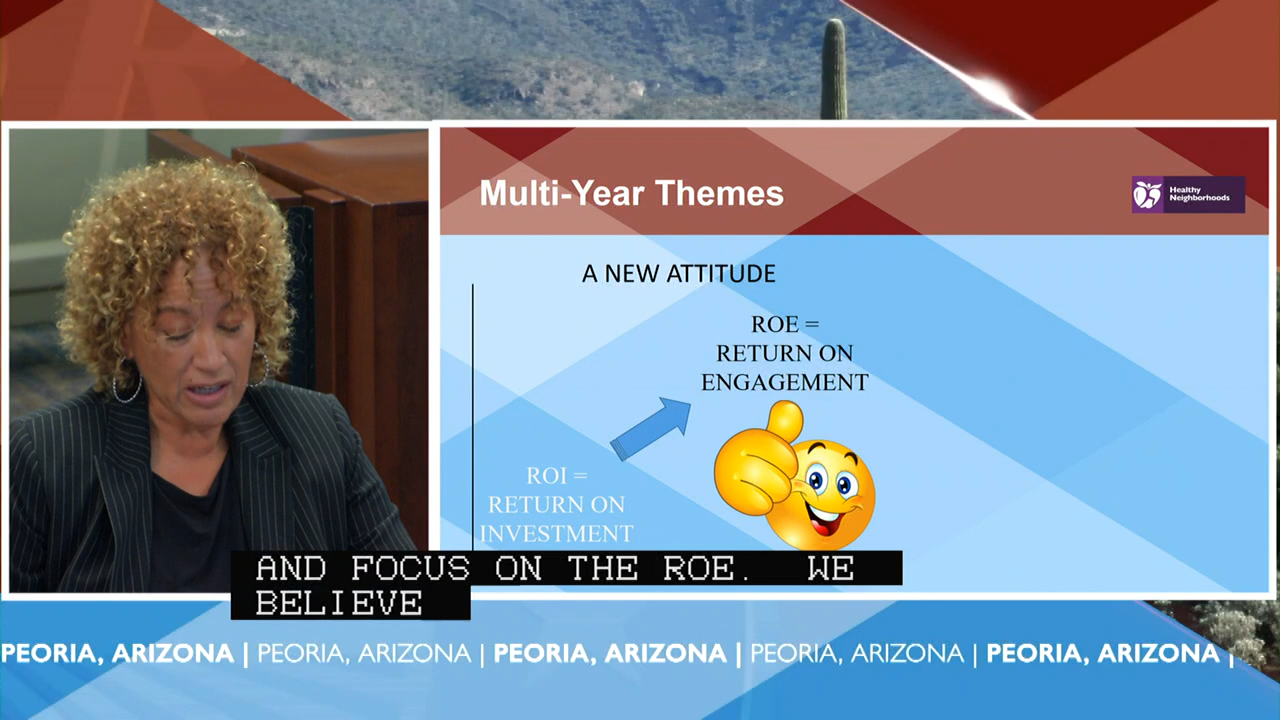 Multi-Year Themes
Healthy
Neighborhoods
A NEW ATTITUDE
ROE =
RETURN ON
ENGAGEMENT
ROI =
RETURN ON
INVESTMENT
AND FOCUS ON THE ROE. WE
BELIEVE
PEORIA, ARIZONA | PEORIA, ARIZONA | PEORIA, ARIZONA | PEORIA, ARIZONA | PEORIA, ARIZONA |